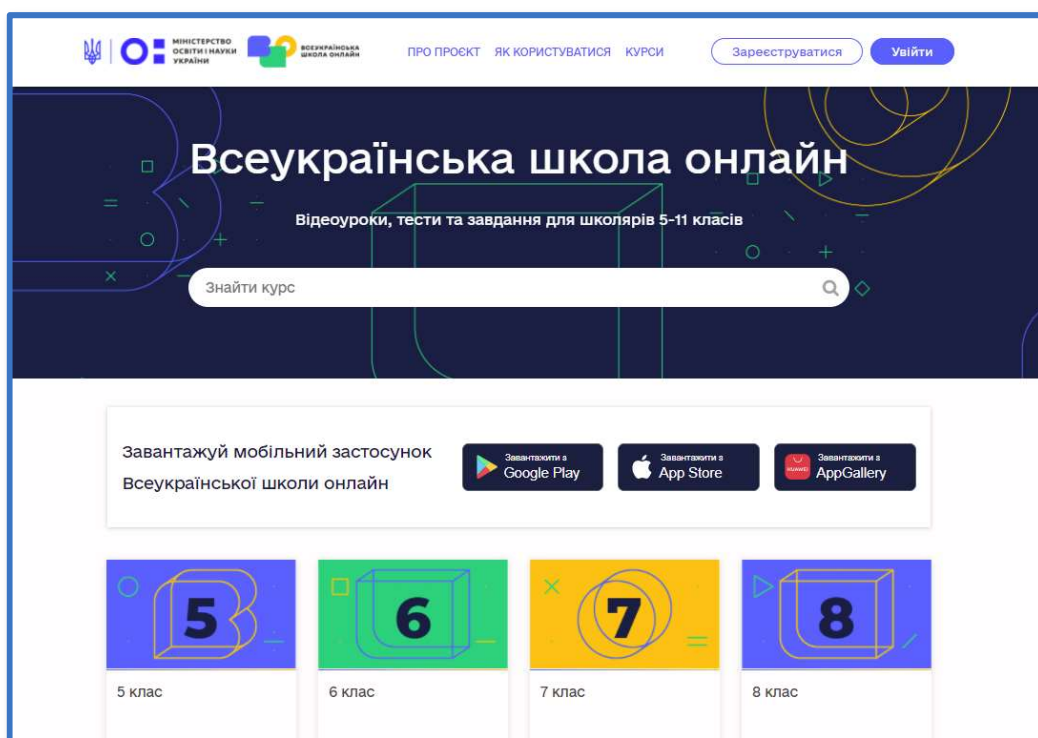 МІНІСТЕРСТВО
ОСВІТИ І НАУКИ
УКРАЇНИ
ВСЕУКРАЇНСЬКА
ШКОЛА ОНЛАЙН
ПРО ПРОЄКТ ЯК КОРИСТУВАТИСЯ КУРСИ
Зареєструватися
Увійти
Всеукраїнська школа онлайн
Відеоуроки, тести та завдання для школярів 5-11 класів
Знайти курс
Завантажуй мобільний застосунок
Всеукраїнської школи онлайн
Завантажити з
Google Play
Завантажити з
App Store
HUAWEI
Завантажити з
AppGallery
5
6
7
8
5 клас
6 клас
7 клас
8 клас